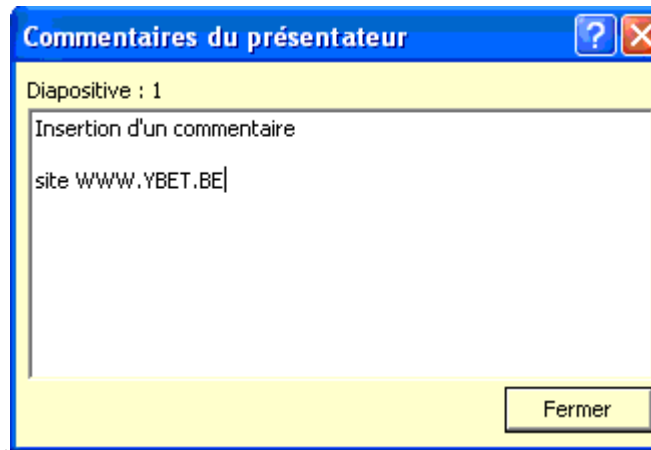 Commentaires du présentateur
Diapositive : 1
Insertion d'un commentaire
site WWW.YBET.BE
Fermer